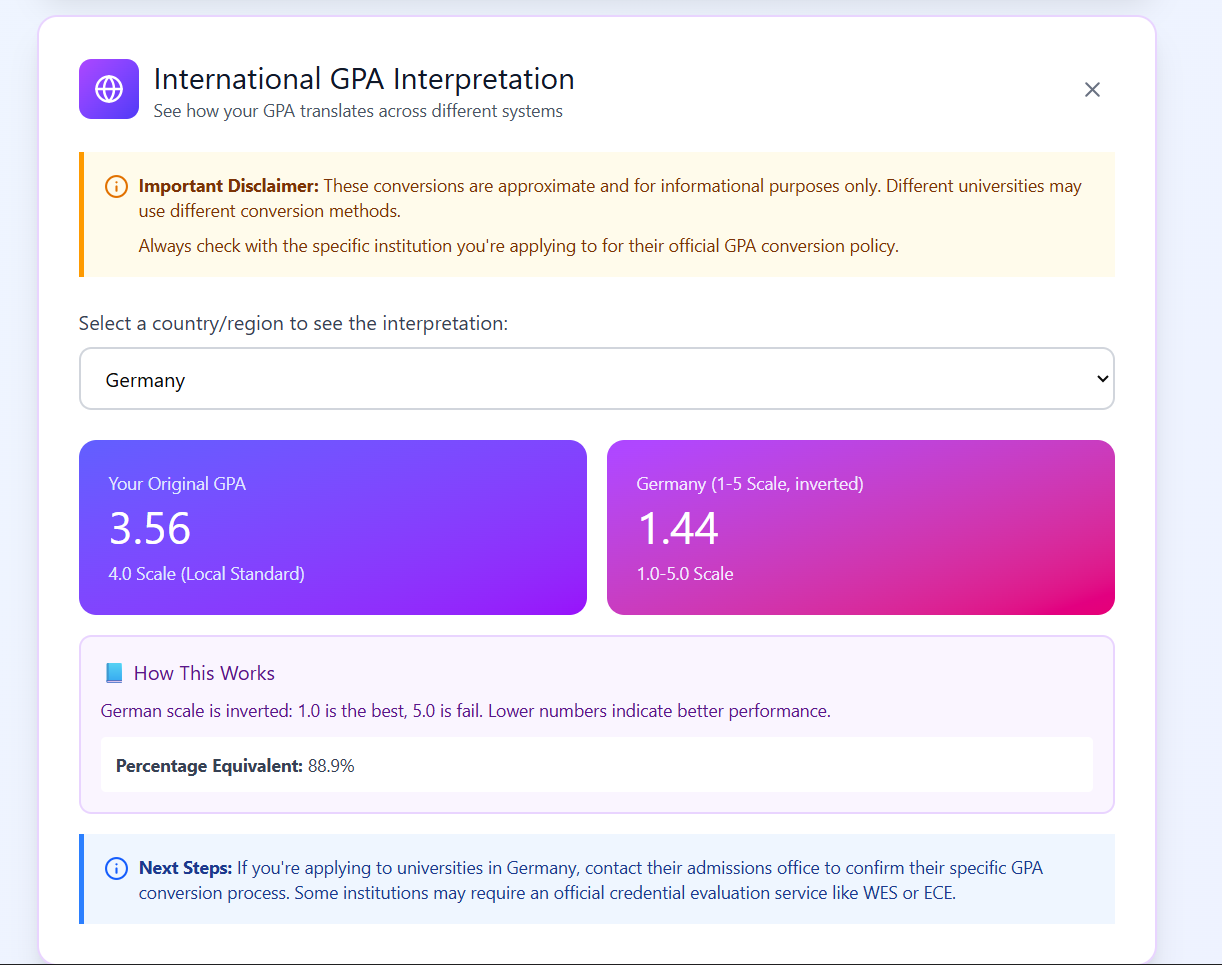 International GPA Interpretation
See how your GPA translates across different systems
Important Disclaimer: These conversions are approximate and for informational purposes only. Different universities may
use different conversion methods.
Always check with the specific institution you're applying to for their official GPA conversion policy.
Select a country/region to see the interpretation:
Germany
Your Original GPA
3.56
4.0 Scale (Local Standard)
Germany (1-5 Scale, inverted)
1.44
1.0-5.0 Scale
How This Works
German scale is inverted: 1.0 is the best, 5.0 is fail. Lower numbers indicate better performance.
Percentage Equivalent: 88.9%
Next Steps: If you're applying to universities in Germany, contact their admissions office to confirm their specific GPA
conversion process. Some institutions may require an official credential evaluation service like WES or ECE.